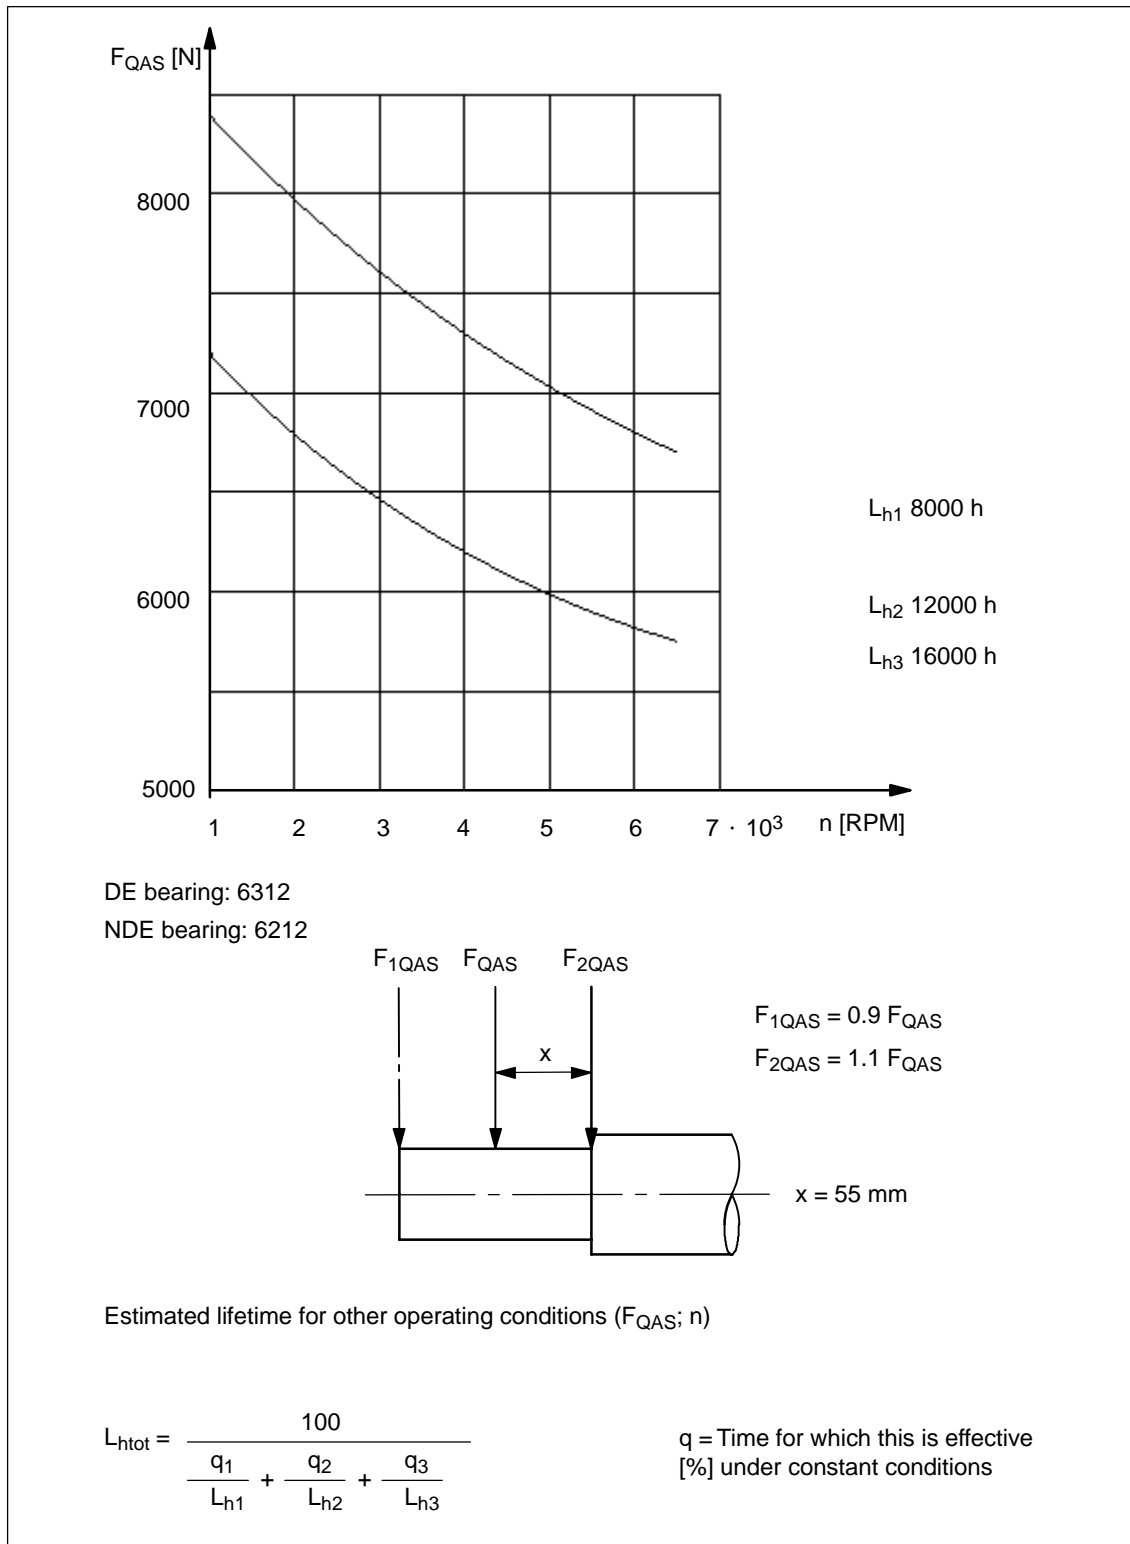 F_QAS [N]
8000
7000
6000
5000
1 2 3 4 5 6 7 · 10³ n [RPM]
L_h1 8000 h
L_h2 12000 h
L_h3 16000 h
DE bearing: 6312
NDE bearing: 6212
F_1QAS F_QAS F_2QAS
F_1QAS = 0.9 F_QAS
F_2QAS = 1.1 F_QAS
x
x = 55 mm
Estimated lifetime for other operating conditions (F_QAS; n)
L_htot =
100
q_1 + q_2 + q_3
L_h1 L_h2 L_h3
q = Time for which this is effective
[%] under constant conditions